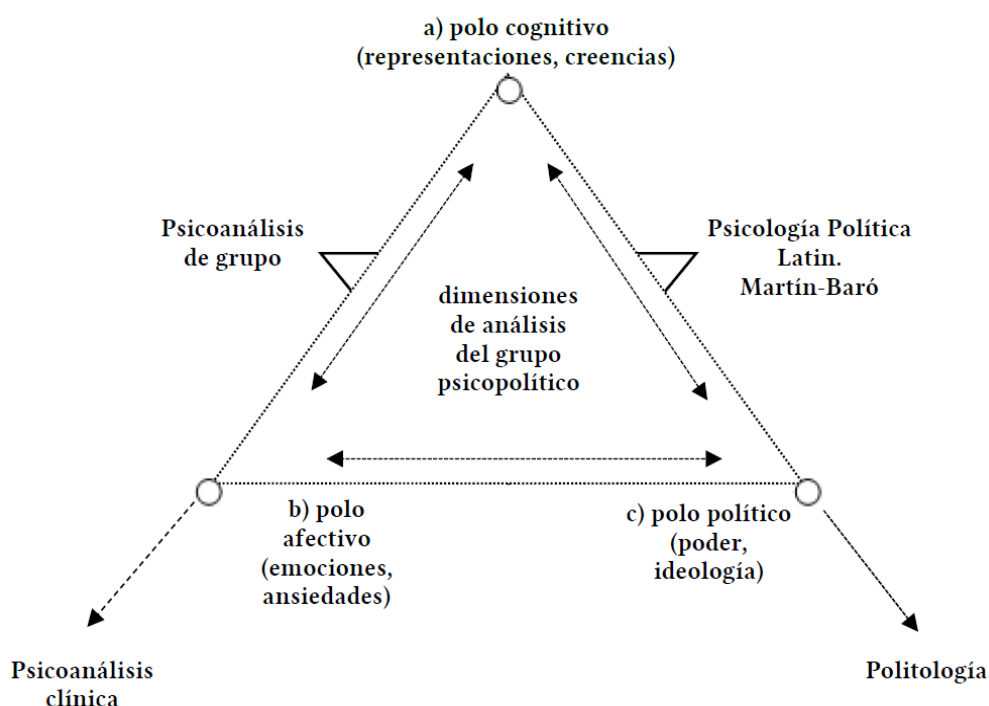 a) polo cognitivo
(representaciones, creencias)
Psicoanálisis
de grupo
Psicología Política
Latin.
Martín-Baró
dimensiones
de análisis
del grupo
psicopolítico
b) polo
afectivo
(emociones,
ansiedades)
c) polo político
(poder,
ideología)
Psicoanálisis
clínica
Politología